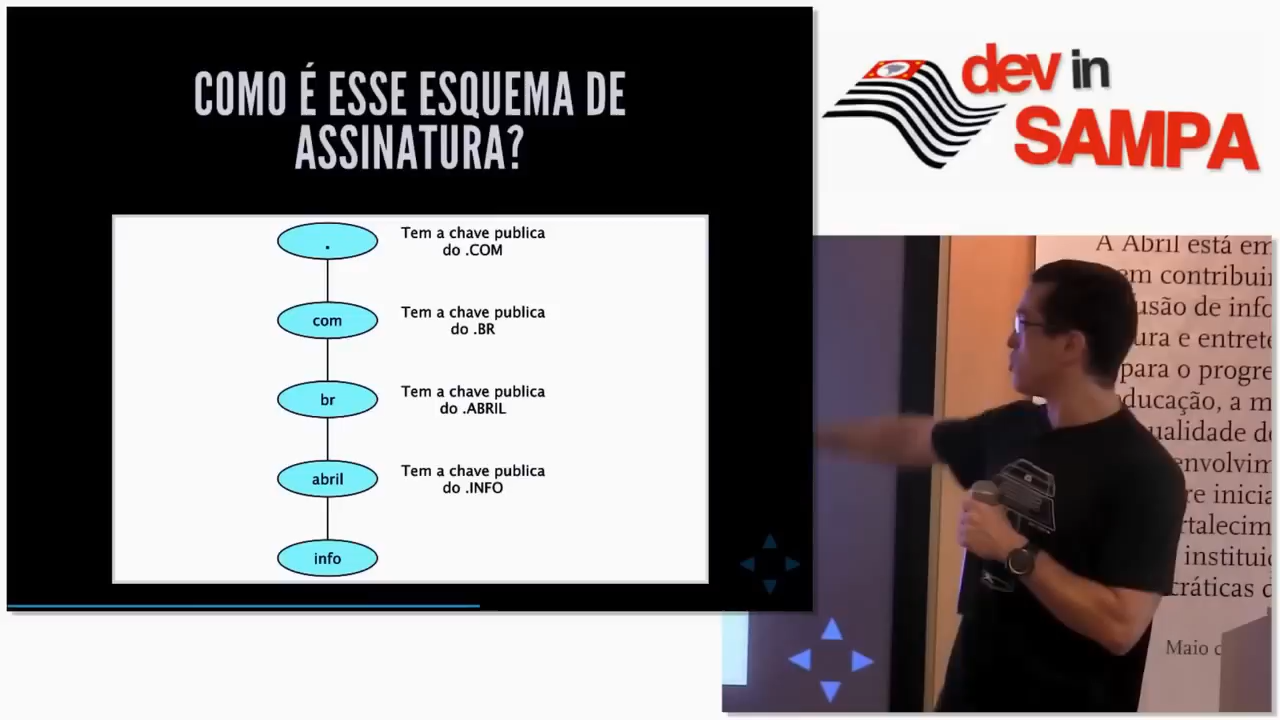 COMO É ESSE ESQUEMA DE
ASSINATURA?
.
Tem a chave publica
do .COM
com
Tem a chave publica
do .BR
br
Tem a chave publica
do .ABRIL
abril
Tem a chave publica
do .INFO
info
dev in
SAMPA
A Abril está em
em contribuir
usão de info
ura e entrete
para o progre
ducação, a m
ualidade de
envolvim
re inicia
rtalecim
instituiç
cráticas d
Maio d